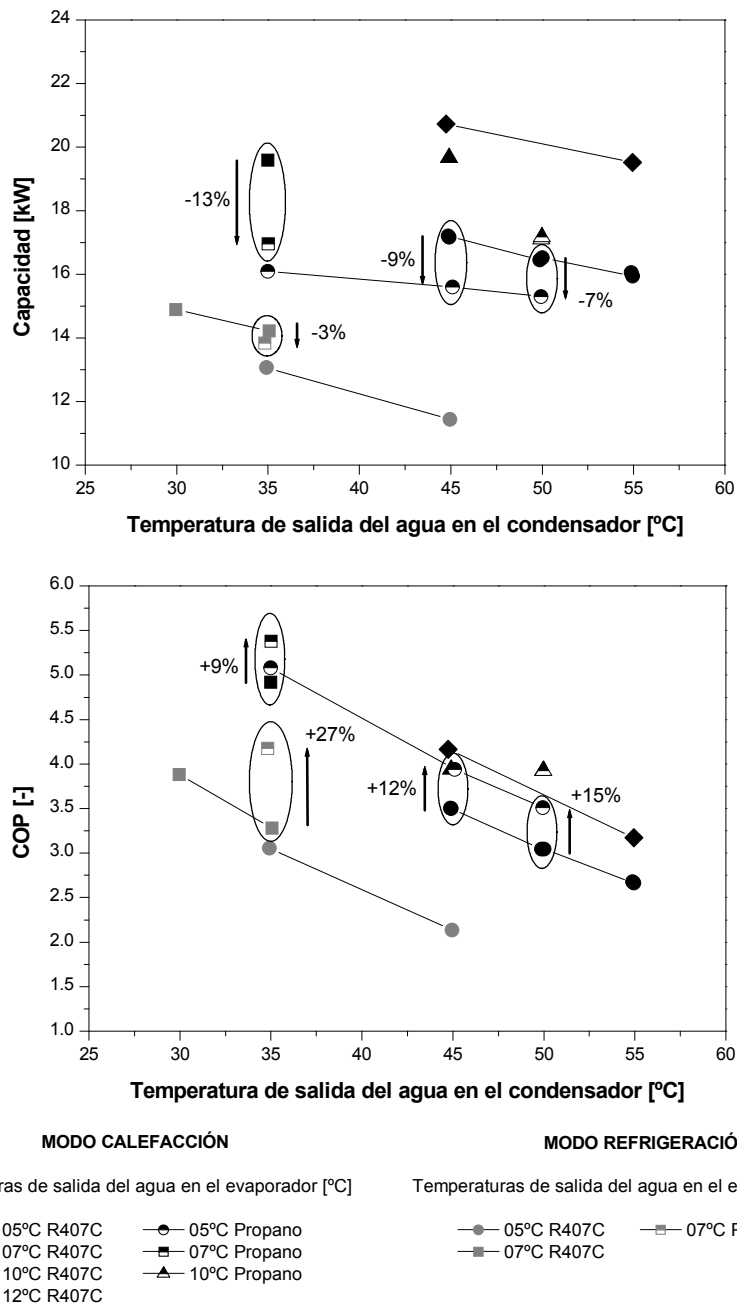 24
22
20
18
16
14
12
10
Capacidad [kW]
-13%
-9%
-7%
-3%
25 30 35 40 45 50 55 60
Temperatura de salida del agua en el condensador [ºC]
6.0
5.5
5.0
4.5
4.0
3.5
3.0
2.5
2.0
1.5
1.0
COP [-]
+9%
+27%
+12%
+15%
25 30 35 40 45 50 55 60
Temperatura de salida del agua en el condensador [ºC]
MODO CALEFACCIÓN MODO REFRIGERACIÓ
ras de salida del agua en el evaporador [ºC] Temperaturas de salida del agua en el e
05ºC R407C 05ºC Propano 05ºC R407C 07ºC P
07ºC R407C 07ºC Propano 07ºC R407C
10ºC R407C 10ºC Propano
12ºC R407C